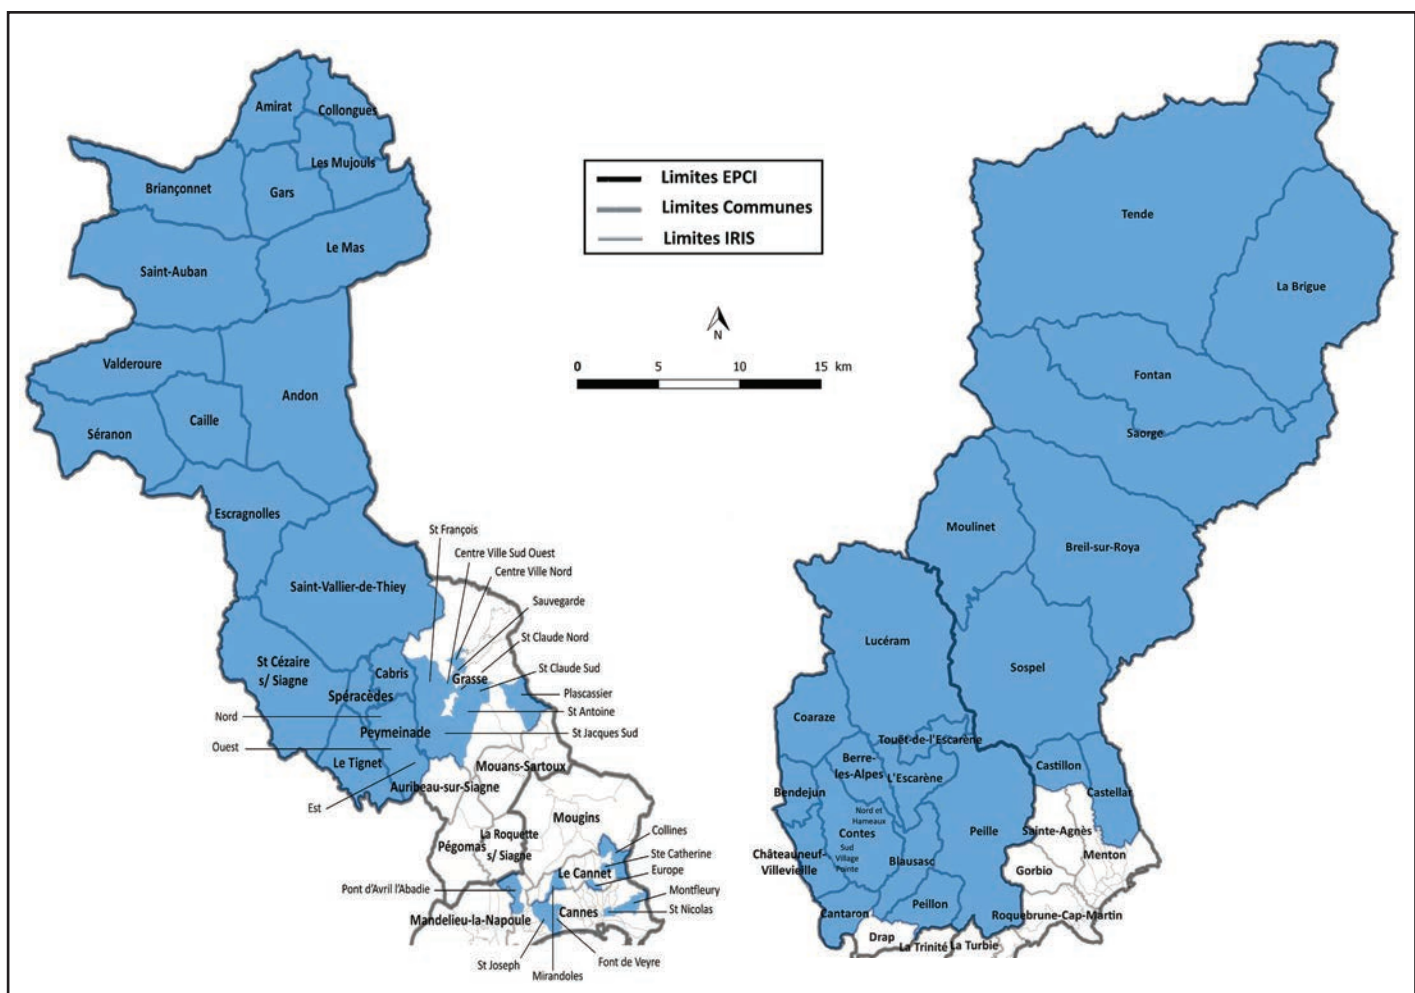 Amirat
Collongues
Les Mujouls
Briançonnet
Gars
Le Mas
Saint-Auban
Valderoure
Andon
Caille
Séranon
Escragnolles
St François
Centre Ville Sud Ouest
Centre Ville Nord
Saint-Vallier-de-Thiey
Sauvegarde
St Claude Nord
St Cézaire
s/ Siagne
Cabris
Grasse
St Claude Sud
Spéracèdes
Plascassier
Nord
St Antoine
Peymeinade
St Jacques Sud
Ouest
Le Tignet
Mouans-Sartoux
Auribeau-sur-Siagne
Est
Mougins
Collines
La Roquette
s/ Siagne
Pégomas
Ste Catherine
Le Cannet
Europe
Pont d'Avril l'Abadie
Montfleury
Mandelieu-la-Napoule
Cannes
St Nicolas
St Joseph
Mirandoles
Font de Veyre
Limites EPCI
Limites Communes
Limites IRIS
N
0 5 10 15 km
Tende
La Brigue
Fontan
Saorge
Moulinet
Breil-sur-Roya
Lucéram
Sospel
Coaraze
Touët-de-l'Escarène
Berre-
les-Alpes
L'Escarène
Castillon
Bendejun
Castellar
Nord et
Hameaux
Contes
Peille
Sainte-Agnès
Sud
Village
Pointe
Châteauneuf-
Villevieille
Blausasc
Menton
Gorbio
Cantaron
Peillon
Roquebrune-Cap-Martin
Drap
La Trinité
La Turbie